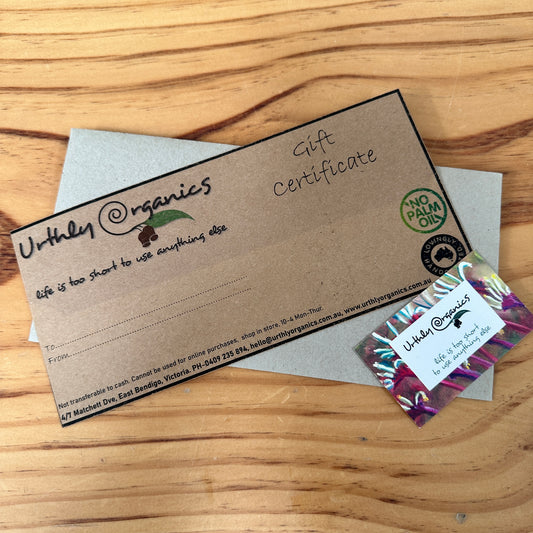 Urthly Organics
life is too short to use anything else
Gift
Certificate
To
From
NO
PALM
OIL
LOVINGLY
Not transferable to cash. Cannot be used for online purchases, shop in store, 10-4 Mon-Thur.
4/7 Matchett Dve, East Bendigo, Victoria. PH-0409 235 894, hello@urthlyorganics.com.au, www.urthlyorganics.com.au
Urthly Organics
life is too short
to use anything else